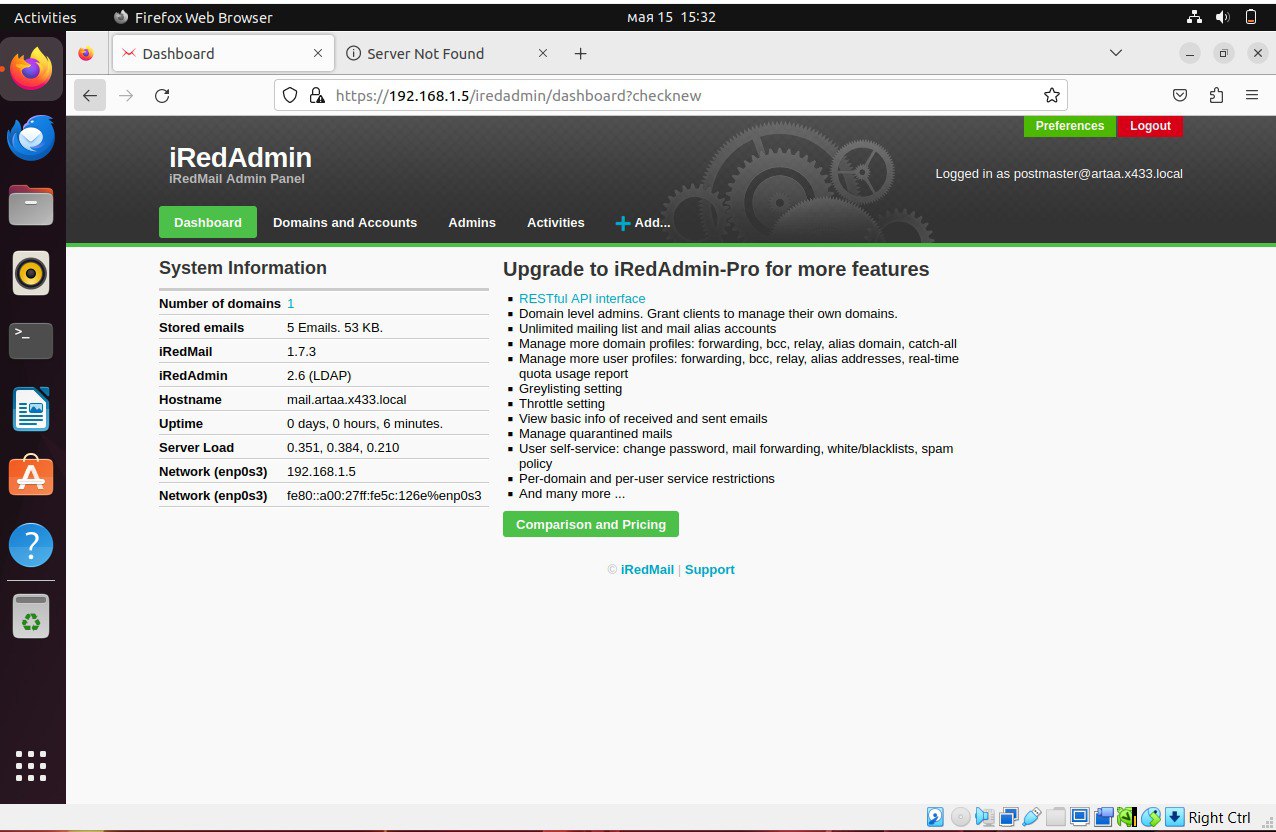 Activities Firefox Web Browser мая 15 15:32
Dashboard Server Not Found
https://192.168.1.5/iredadmin/dashboard?checknew
Preferences Logout
iRedAdmin
iRedMail Admin Panel
Logged in as postmaster@artaa.x433.local
Dashboard Domains and Accounts Admins Activities Add...
System Information
Number of domains 1
Stored emails 5 Emails. 53 KB.
iRedMail 1.7.3
iRedAdmin 2.6 (LDAP)
Hostname mail.artaa.x433.local
Uptime 0 days, 0 hours, 6 minutes.
Server Load 0.351, 0.384, 0.210
Network (enp0s3) 192.168.1.5
Network (enp0s3) fe80::a00:27ff:fe5c:126e%enp0s3
Upgrade to iRedAdmin-Pro for more features
RESTful API interface
Domain level admins. Grant clients to manage their own domains.
Unlimited mailing list and mail alias accounts
Manage more domain profiles: forwarding, bcc, relay, alias domain, catch-all
Manage more user profiles: forwarding, bcc, relay, alias addresses, real-time
quota usage report
Greylisting setting
Throttle setting
View basic info of received and sent emails
Manage quarantined mails
User self-service: change password, mail forwarding, white/blacklists, spam
policy
Per-domain and per-user service restrictions
And many more ...
Comparison and Pricing
© iRedMail | Support
Right Ctrl